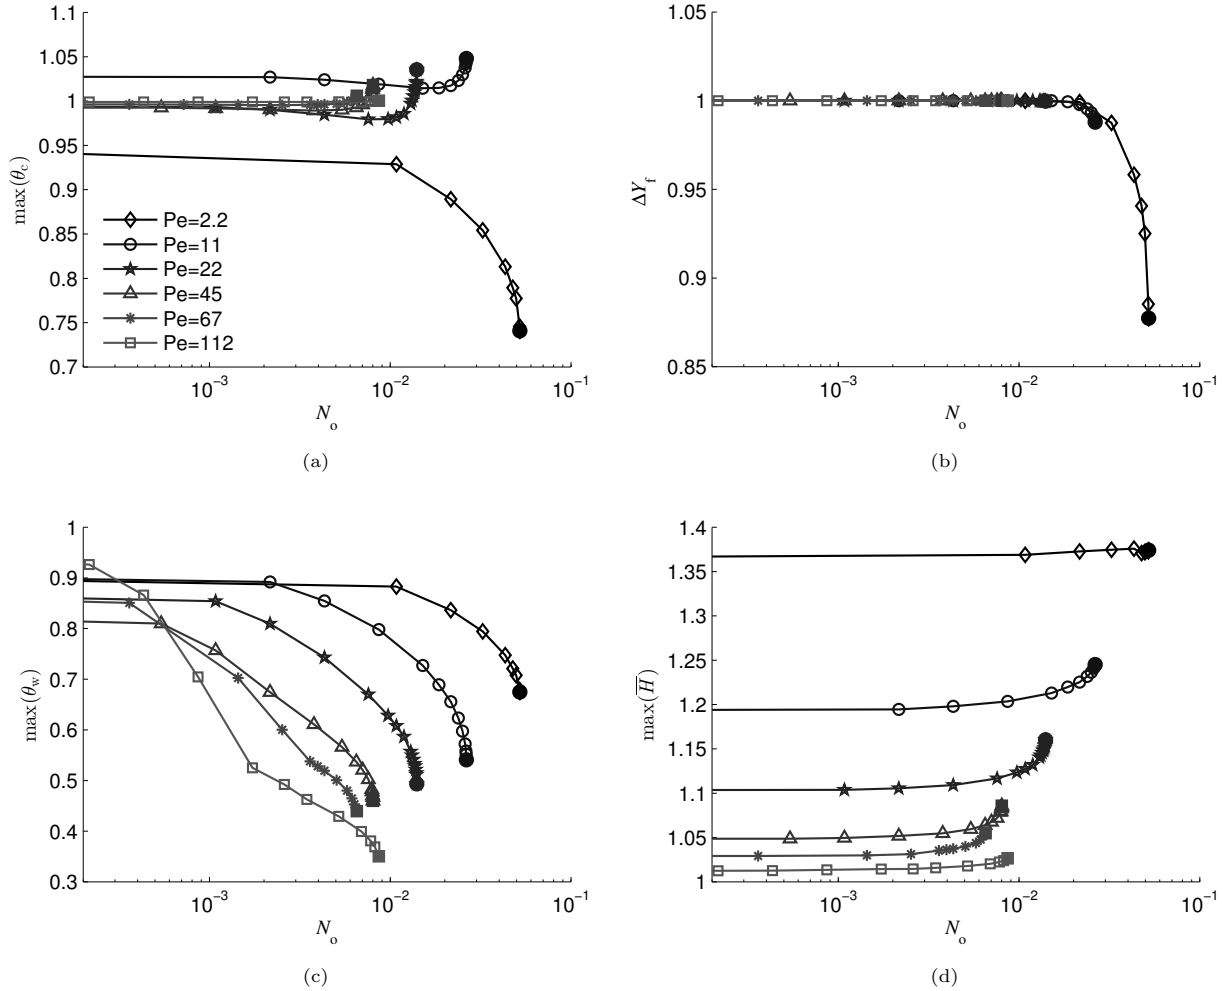 1.1
1.05
1
0.95
0.9
0.85
0.8
0.75
0.7
max(θc)
Pe=2.2
Pe=11
Pe=22
Pe=45
Pe=67
Pe=112
10−3
10−2
10−1
No
(a)
1.05
1
0.95
0.9
0.85
ΔYf
10−3
10−2
10−1
No
(b)
1
0.9
0.8
0.7
0.6
0.5
0.4
0.3
max(θw)
10−3
10−2
10−1
No
(c)
1.4
1.35
1.3
1.25
1.2
1.15
1.1
1.05
1
max(H̿)
10−3
10−2
10−1
No
(d)